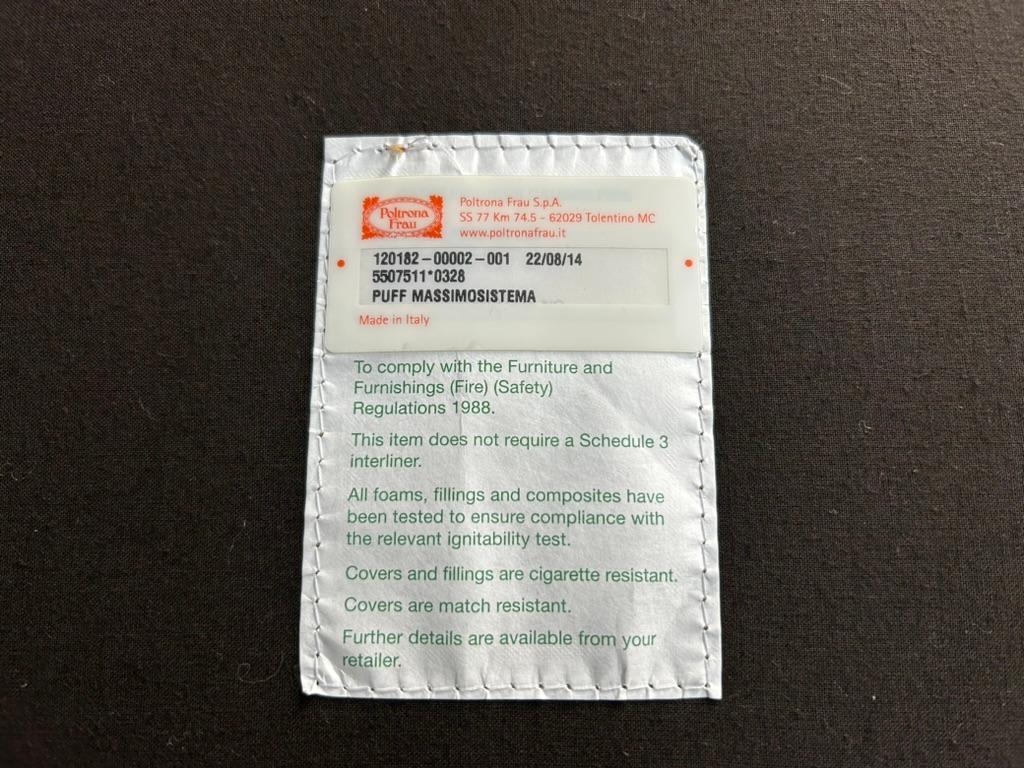 Poltrona
Frau
Poltrona Frau S.p.A.
SS 77 Km 74.5 - 62029 Tolentino MC
www.poltronafrau.it
120182-00002-001 22/08/14
5507511*0328
PUFF MASSIMOSISTEMA
Made in Italy
To comply with the Furniture and
Furnishings (Fire) (Safety)
Regulations 1988.
This item does not require a Schedule 3
interliner.
All foams, fillings and composites have
been tested to ensure compliance with
the relevant ignitability test.
Covers and fillings are cigarette resistant.
Covers are match resistant.
Further details are available from your
retailer.